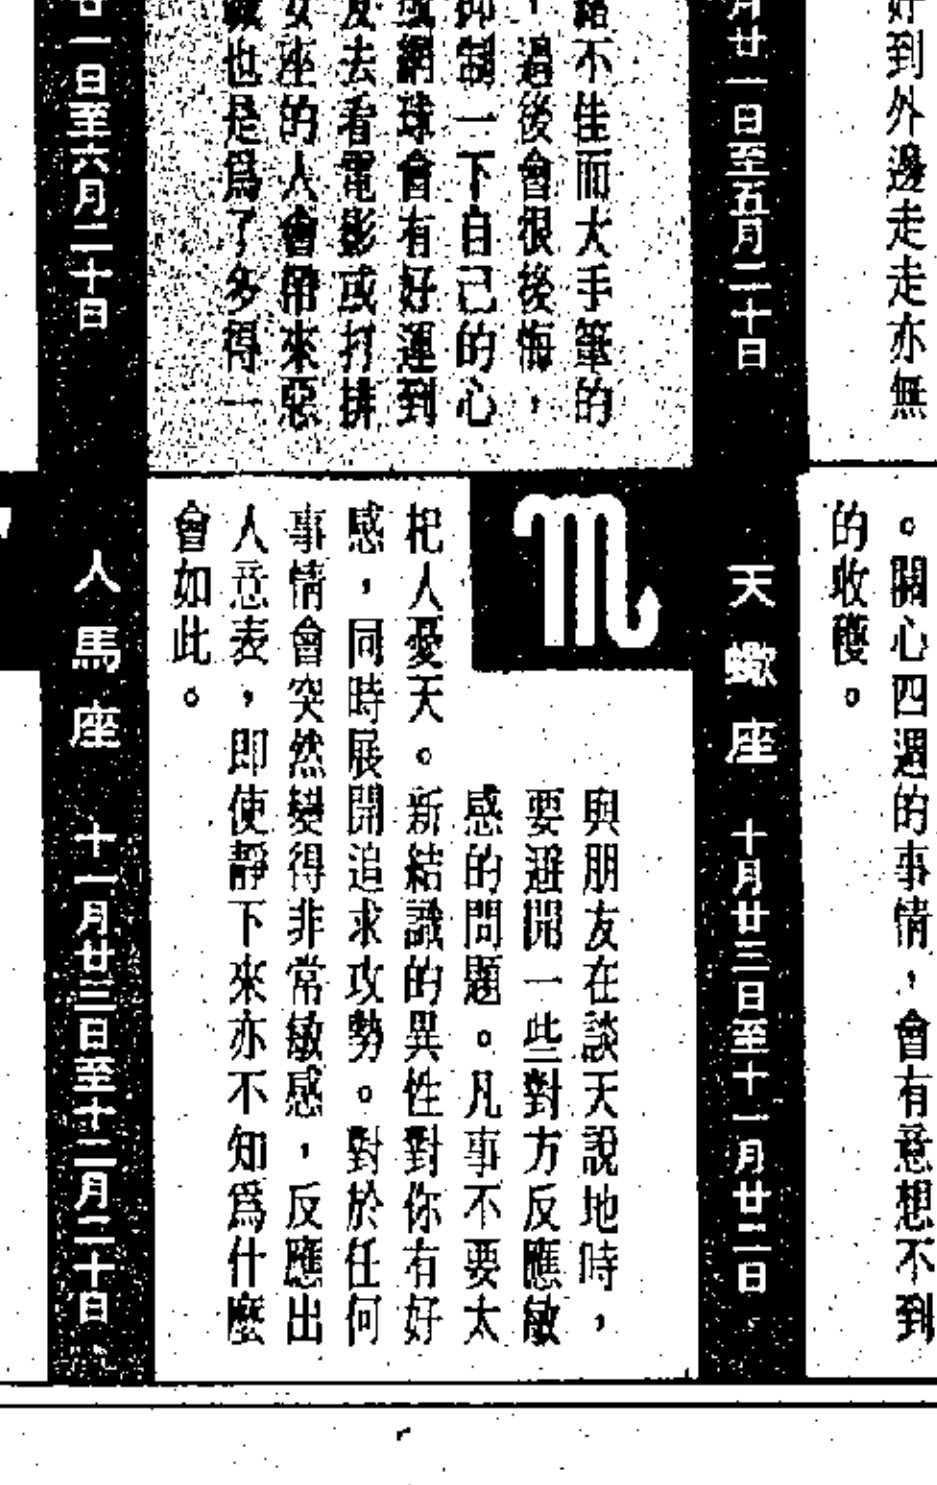 好到外邊走走亦無
。關心四週的事情，會有意想不到
的收穫。
月廿一日至五月二十日
不佳而大手筆的
，過後會很後悔，
抑制一下自己的心
網球會有好運到
去看電影或打排
座的人會帶來惡
也是爲了多得一
廿一日至六月二十日
天蠍座 十月廿三日至十一月廿二日
與朋友在談天說地時，
要避開一些對方反應敏
感的問題。凡事不要太
杞人憂天。新結識的異性對你有好
感，同時展開追求攻勢。對於任何
事情會突然變得非常敏感，反應出
人意表，即使靜下來亦不知爲什麼
會如此。
人馬座 十一月廿三日至十二月二十日